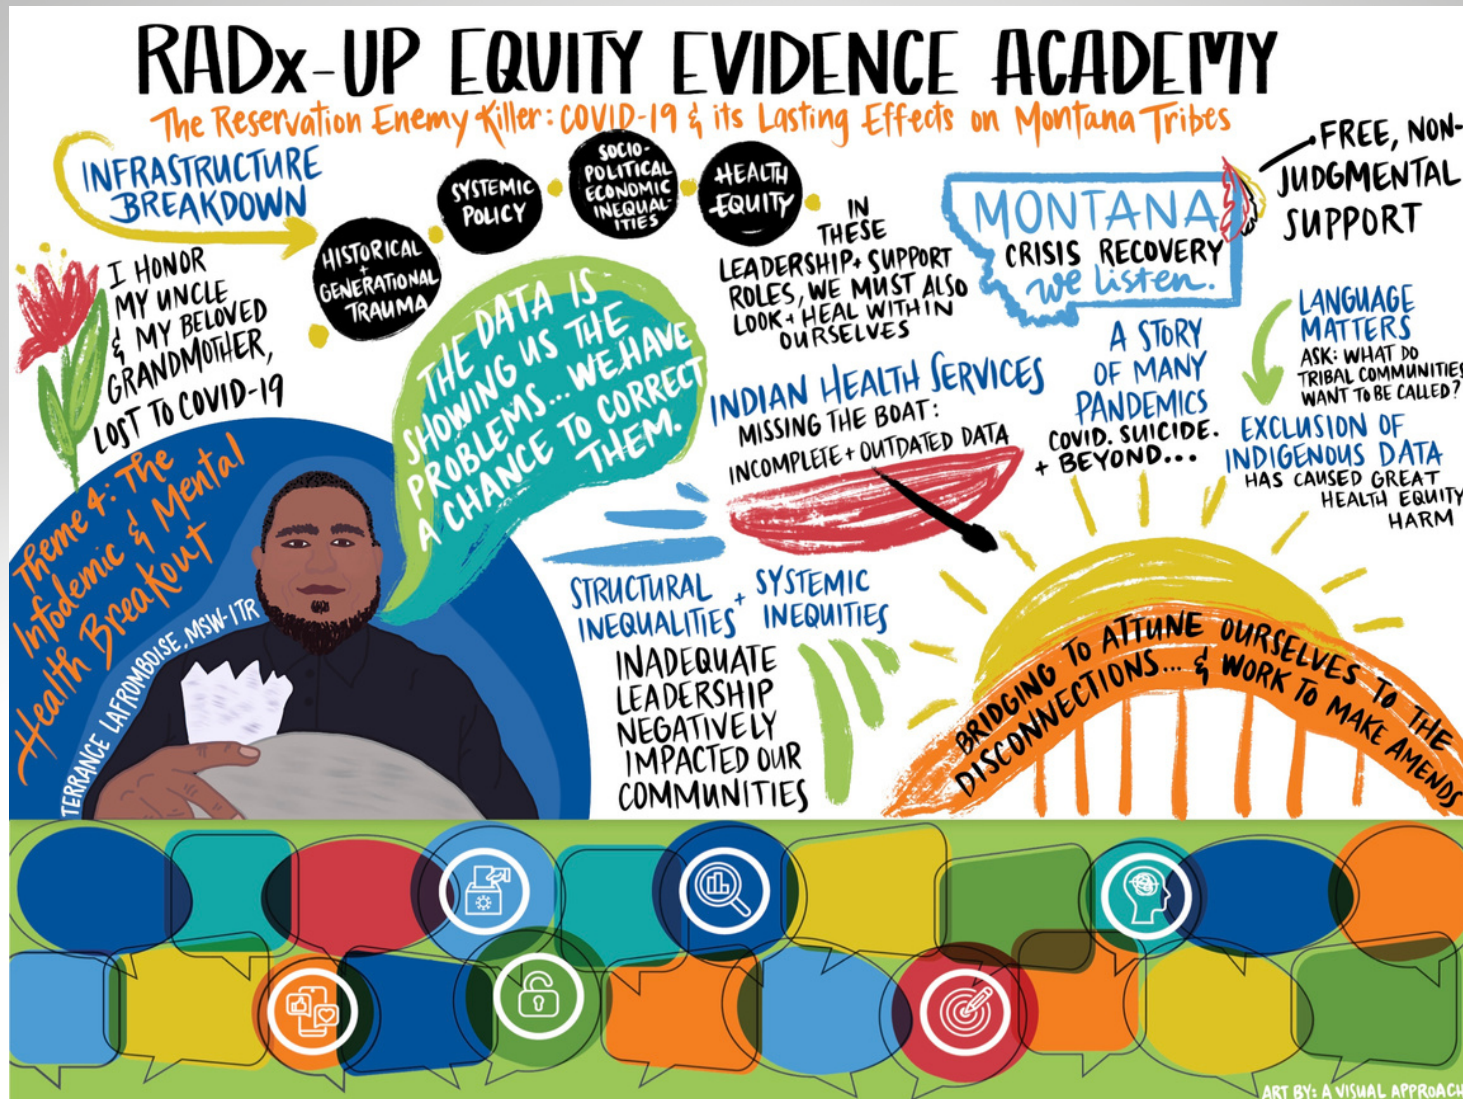 RADx-UP EQUITY EVIDENCE ACADEMY
The Reservation Enemy Killer: COVID-19 & its Lasting Effects on Montana Tribes
INFRASTRUCTURE
BREAKDOWN
HISTORICAL
+
GENERATIONAL
TRAUMA
SYSTEMIC
POLICY
SOCIO-
POLITICAL
ECONOMIC
INEQUAL-
ITIES
HEALTH
EQUITY
IN
THESE
LEADERSHIP + SUPPORT
ROLES, WE MUST ALSO
LOOK + HEAL WITHIN
OURSELVES
MONTANA
CRISIS RECOVERY
we listen.
FREE, NON-
JUDGMENTAL
SUPPORT
I HONOR
MY UNCLE
& MY BELOVED
GRANDMOTHER,
LOST TO COVID-19
THE DATA IS
SHOWING US THE
PROBLEMS... WE HAVE
A CHANCE TO CORRECT
THEM.
INDIAN HEALTH SERVICES
MISSING THE BOAT:
INCOMPLETE + OUTDATED DATA
A STORY
OF MANY
PANDEMICS
COVID. SUICIDE.
+ BEYOND...
LANGUAGE
MATTERS
ASK: WHAT DO
TRIBAL COMMUNITIES
WANT TO BE CALLED?
EXCLUSION OF
INDIGENOUS DATA
HAS CAUSED GREAT
HEALTH EQUITY
HARM
Theme 4: The
Infodemic & Mental
Health Breakout
TERRANCE LAFROMBOISE, MSW-ITR
STRUCTURAL + SYSTEMIC
INEQUALITIES INEQUITIES
INADEQUATE
LEADERSHIP
NEGATIVELY
IMPACTED OUR
COMMUNITIES
BRIDGING TO ATTUNE OURSELVES TO THE
DISCONNECTIONS... & WORK TO MAKE AMENDS
ART BY: A VISUAL APPROACH